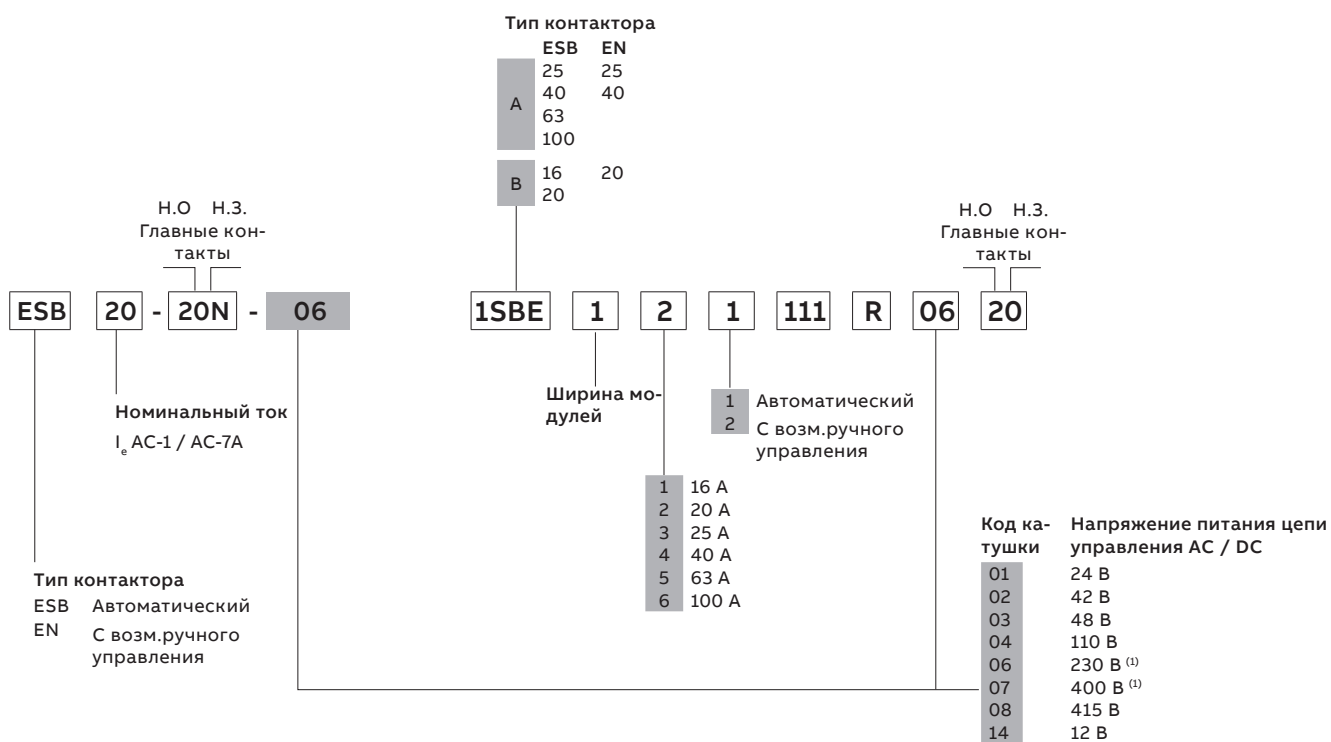 Тип контактора
ESB EN
A
25 25
40 40
63
100
B
16 20
20
Н.О Н.З.
Главные кон-
такты
Н.О Н.З.
Главные кон-
такты
ESB 20 - 20N - 06
1SBE 1 2 1 111 R 06 20
Номинальный ток
Ie AC-1 / AC-7A
Ширина мо-
дулей
1 Автоматический
2 С возм.ручного
управления
1 16 A
2 20 A
3 25 A
4 40 A
5 63 A
6 100 A
Тип контактора
ESB Автоматический
EN С возм.ручного
управления
Код ка- Напряжение питания цепи
тушки управления AC / DC
01 24 В
02 42 В
03 48 В
04 110 В
06 230 В (1)
07 400 В (1)
08 415 В
14 12 В